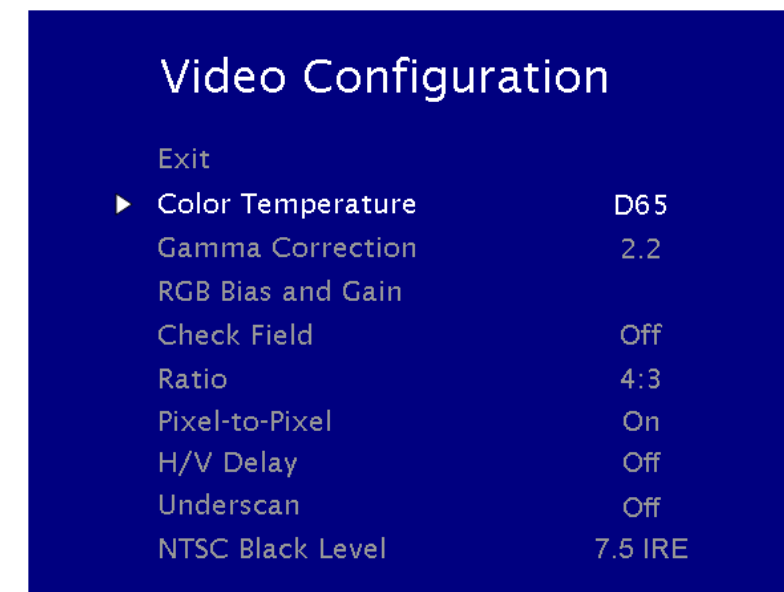 Video Configuration
Exit
Color Temperature D65
Gamma Correction 2.2
RGB Bias and Gain
Check Field Off
Ratio 4:3
Pixel-to-Pixel On
H/V Delay Off
Underscan Off
NTSC Black Level 7.5 IRE